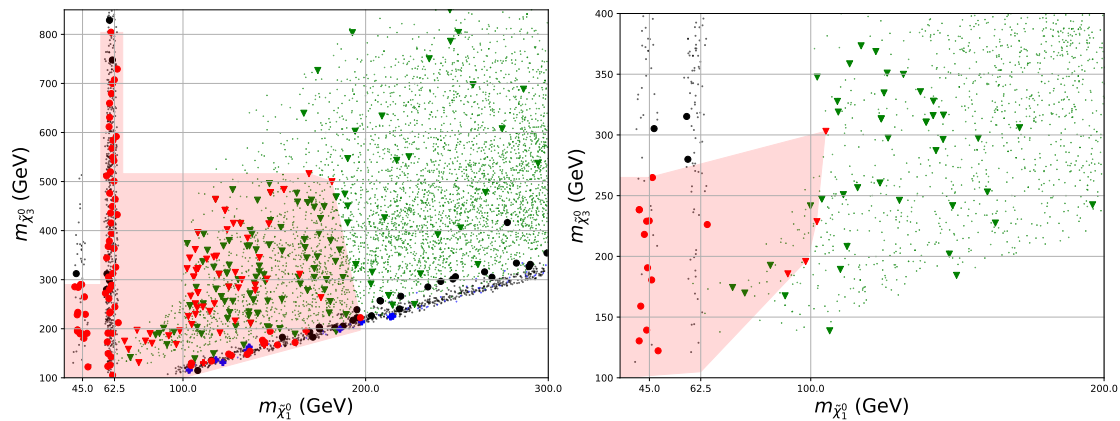 800
700
600
500
400
300
200
100
45.0 62.5 100.0 200.0 300.0
m_{\tilde{\chi}_3^0} (GeV)
m_{\tilde{\chi}_1^0} (GeV)
400
350
300
250
200
150
100
45.0 62.5 100.0 200.0
m_{\tilde{\chi}_3^0} (GeV)
m_{\tilde{\chi}_1^0} (GeV)